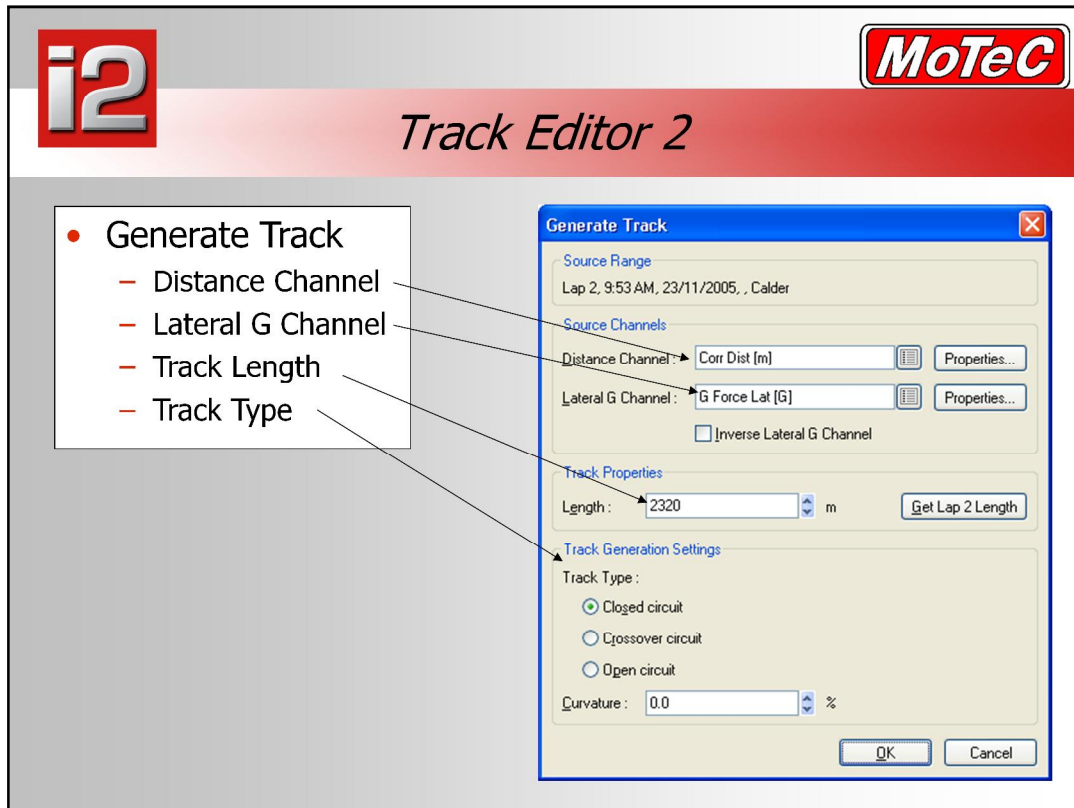 i2
MoTeC
Track Editor 2
• Generate Track
– Distance Channel
– Lateral G Channel
– Track Length
– Track Type
Generate Track
Source Range
Lap 2, 9:53 AM, 23/11/2005, , Calder
Source Channels
Distance Channel : Corr Dist [m] Properties...
Lateral G Channel : G Force Lat [G] Properties...
Inverse Lateral G Channel
Track Properties
Length : 2320 m Get Lap 2 Length
Track Generation Settings
Track Type :
Closed circuit
Crossover circuit
Open circuit
Curvature : 0.0 %
OK Cancel